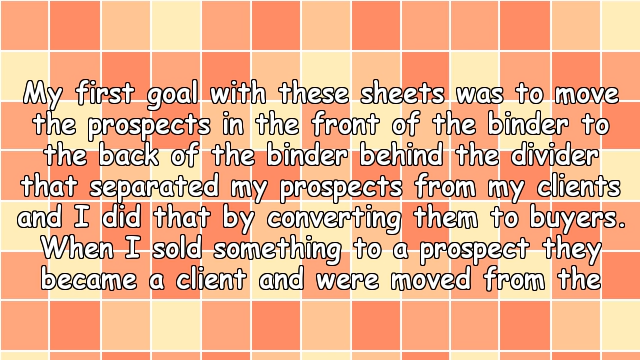 My first goal with these sheets was to move
the prospects in the front of the binder to
the back of the binder behind the divider
that separated my prospects from my clients
and I did that by converting them to buyers.
When I sold something to a prospect they
became a client and were moved from the